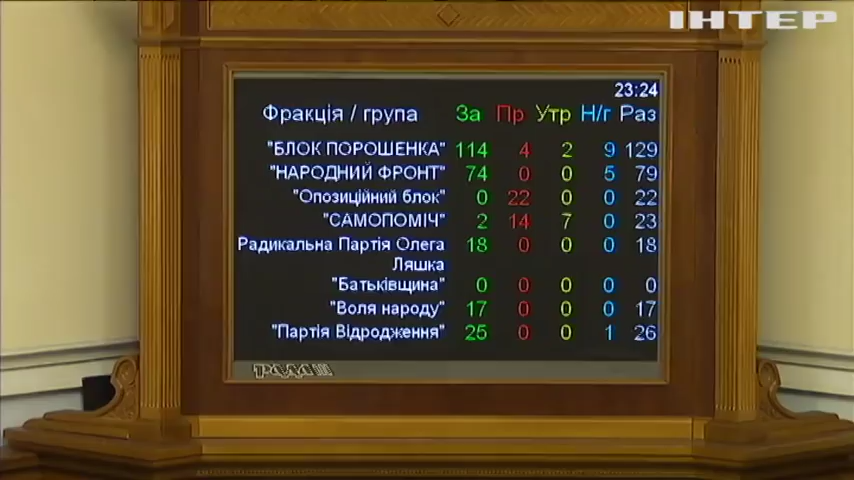 ІНТЕР
23:24
Фракція / група За Пр Утр Н/г Раз
"БЛОК ПОРОШЕНКА" 114 4 2 9 129
"НАРОДНИЙ ФРОНТ" 74 0 0 5 79
"Опозиційний блок" 0 22 0 0 22
"САМОПОМІЧ" 2 14 7 0 23
Радикальна Партія Олега 18 0 0 0 18
Ляшка
"Батьківщина" 0 0 0 0 0
"Воля народу" 17 0 0 0 17
"Партія Відродження" 25 0 0 1 26
РАДА III